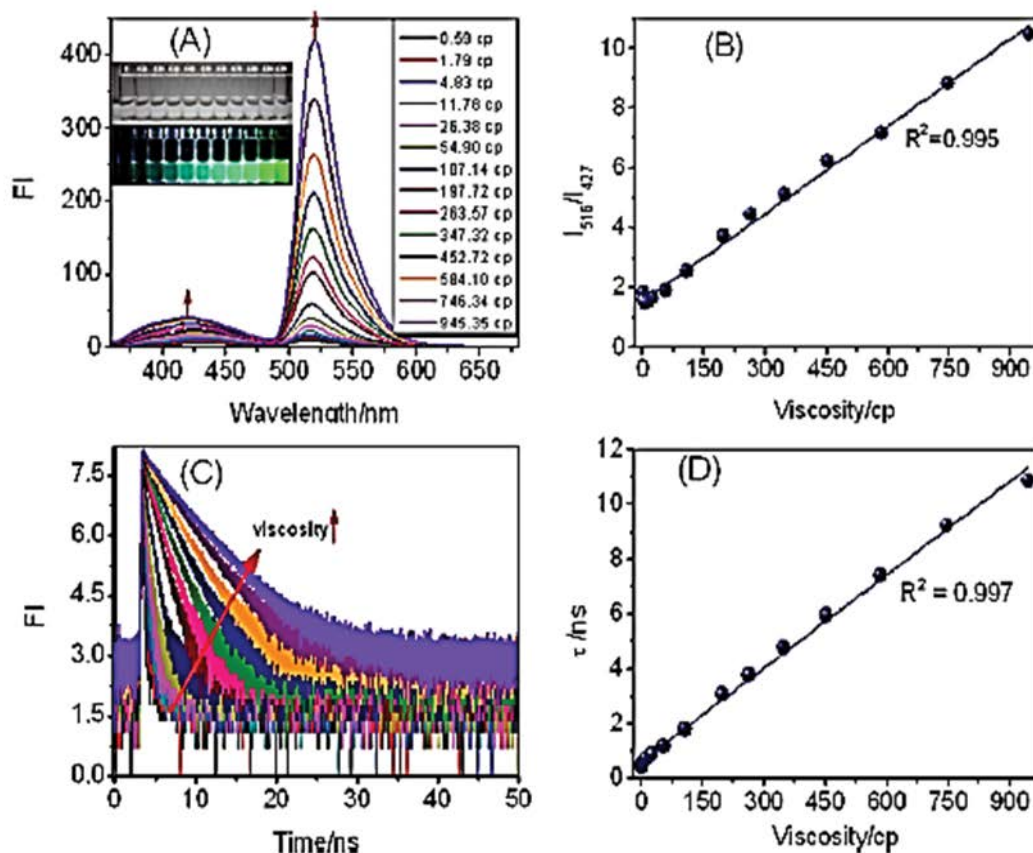 (A)
400
300
200
100
0
FI
400
450
500
550
600
650
Wavelength/nm
0.59 cp
1.79 cp
4.83 cp
11.78 cp
26.38 cp
54.90 cp
107.14 cp
197.72 cp
263.57 cp
347.32 cp
452.72 cp
584.10 cp
746.34 cp
945.35 cp
(B)
10
8
6
4
2
0
I516/I427
R²=0.995
0
150
300
450
600
750
900
Viscosity/cp
(C)
7.5
6.0
4.5
3.0
1.5
0.0
FI
viscosity
0
10
20
30
40
50
Time/ns
(D)
12
10
8
6
4
2
0
τ /ns
R² = 0.997
0
150
300
450
600
750
900
Viscosity/cp